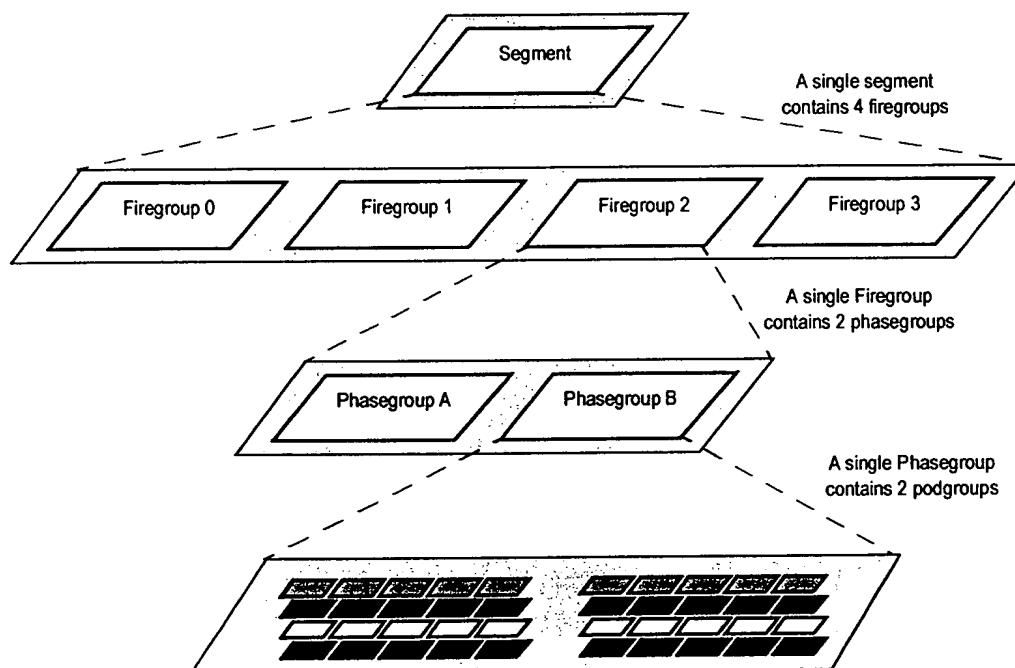 Segment
A single segment
contains 4 firegroups
Firegroup 0
Firegroup 1
Firegroup 2
Firegroup 3
A single Firegroup
contains 2 phasegroups
Phasegroup A
Phasegroup B
A single Phasegroup
contains 2 podgroups